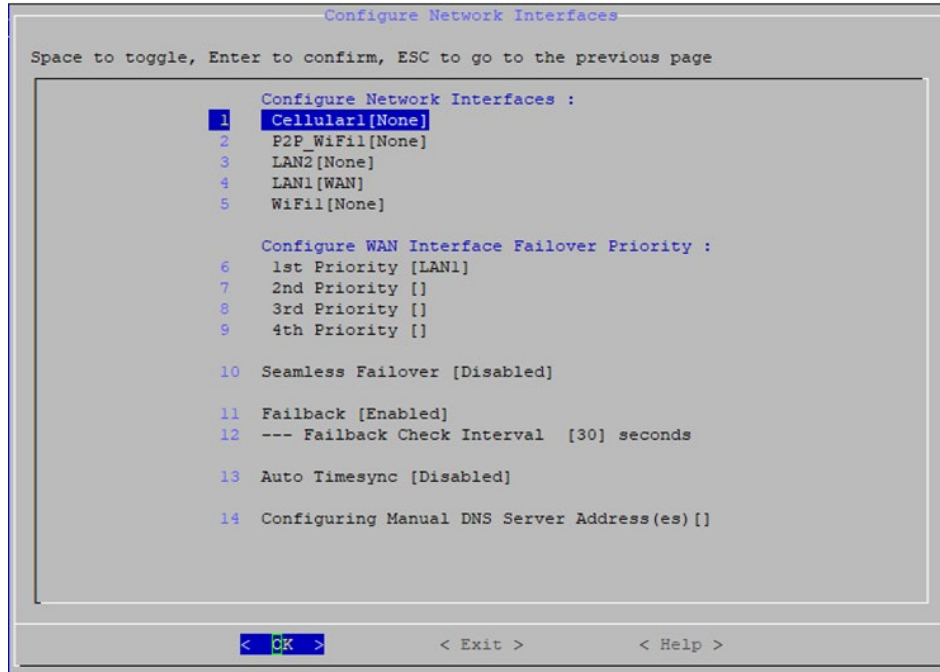 Configure Network Interfaces
Space to toggle, Enter to confirm, ESC to go to the previous page
Configure Network Interfaces :
1 Cellular1[None]
2 P2P_WiFi1[None]
3 LAN2[None]
4 LAN1[WAN]
5 WiFi1[None]
Configure WAN Interface Failover Priority :
6 1st Priority [LAN1]
7 2nd Priority []
8 3rd Priority []
9 4th Priority []
10 Seamless Failover [Disabled]
11 Failback [Enabled]
12 --- Failback Check Interval [30] seconds
13 Auto Timesync [Disabled]
14 Configuring Manual DNS Server Address(es)[]
< OK > < Exit > < Help >